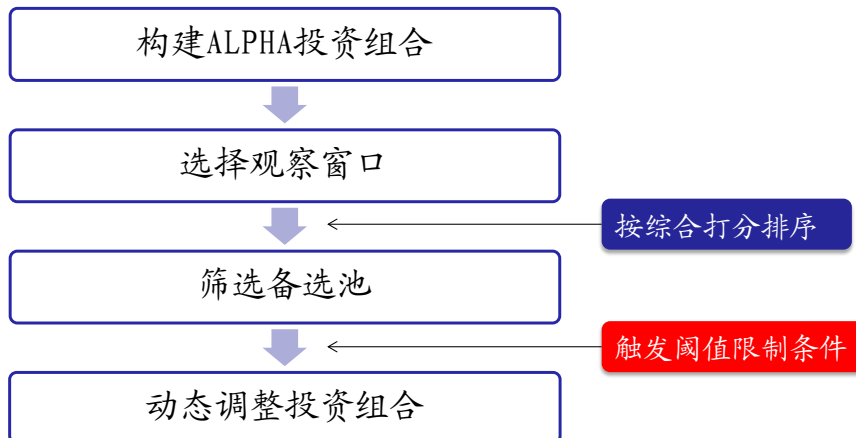 构建ALPHA投资组合
选择观察窗口
按综合打分排序
筛选备选池
触发阈值限制条件
动态调整投资组合